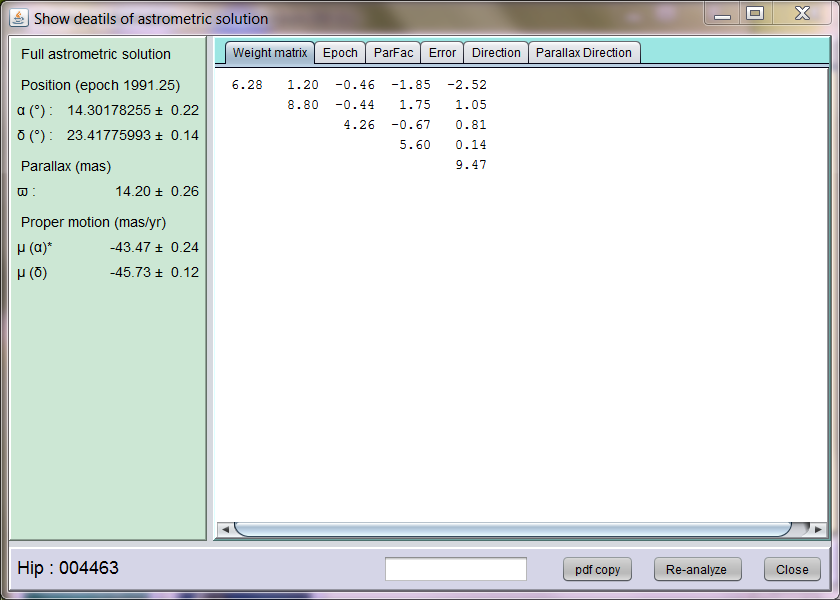 Show deatils of astrometric solution
Full astrometric solution
Position (epoch 1991.25)
α (°) : 14.30178255 ± 0.22
δ (°) : 23.41775993 ± 0.14
Parallax (mas)
ϖ : 14.20 ± 0.26
Proper motion (mas/yr)
μ (α)* -43.47 ± 0.24
μ (δ) -45.73 ± 0.12
Weight matrix Epoch ParFac Error Direction Parallax Direction
6.28 1.20 -0.46 -1.85 -2.52
8.80 -0.44 1.75 1.05
4.26 -0.67 0.81
5.60 0.14
9.47
Hip : 004463
pdf copy Re-analyze Close